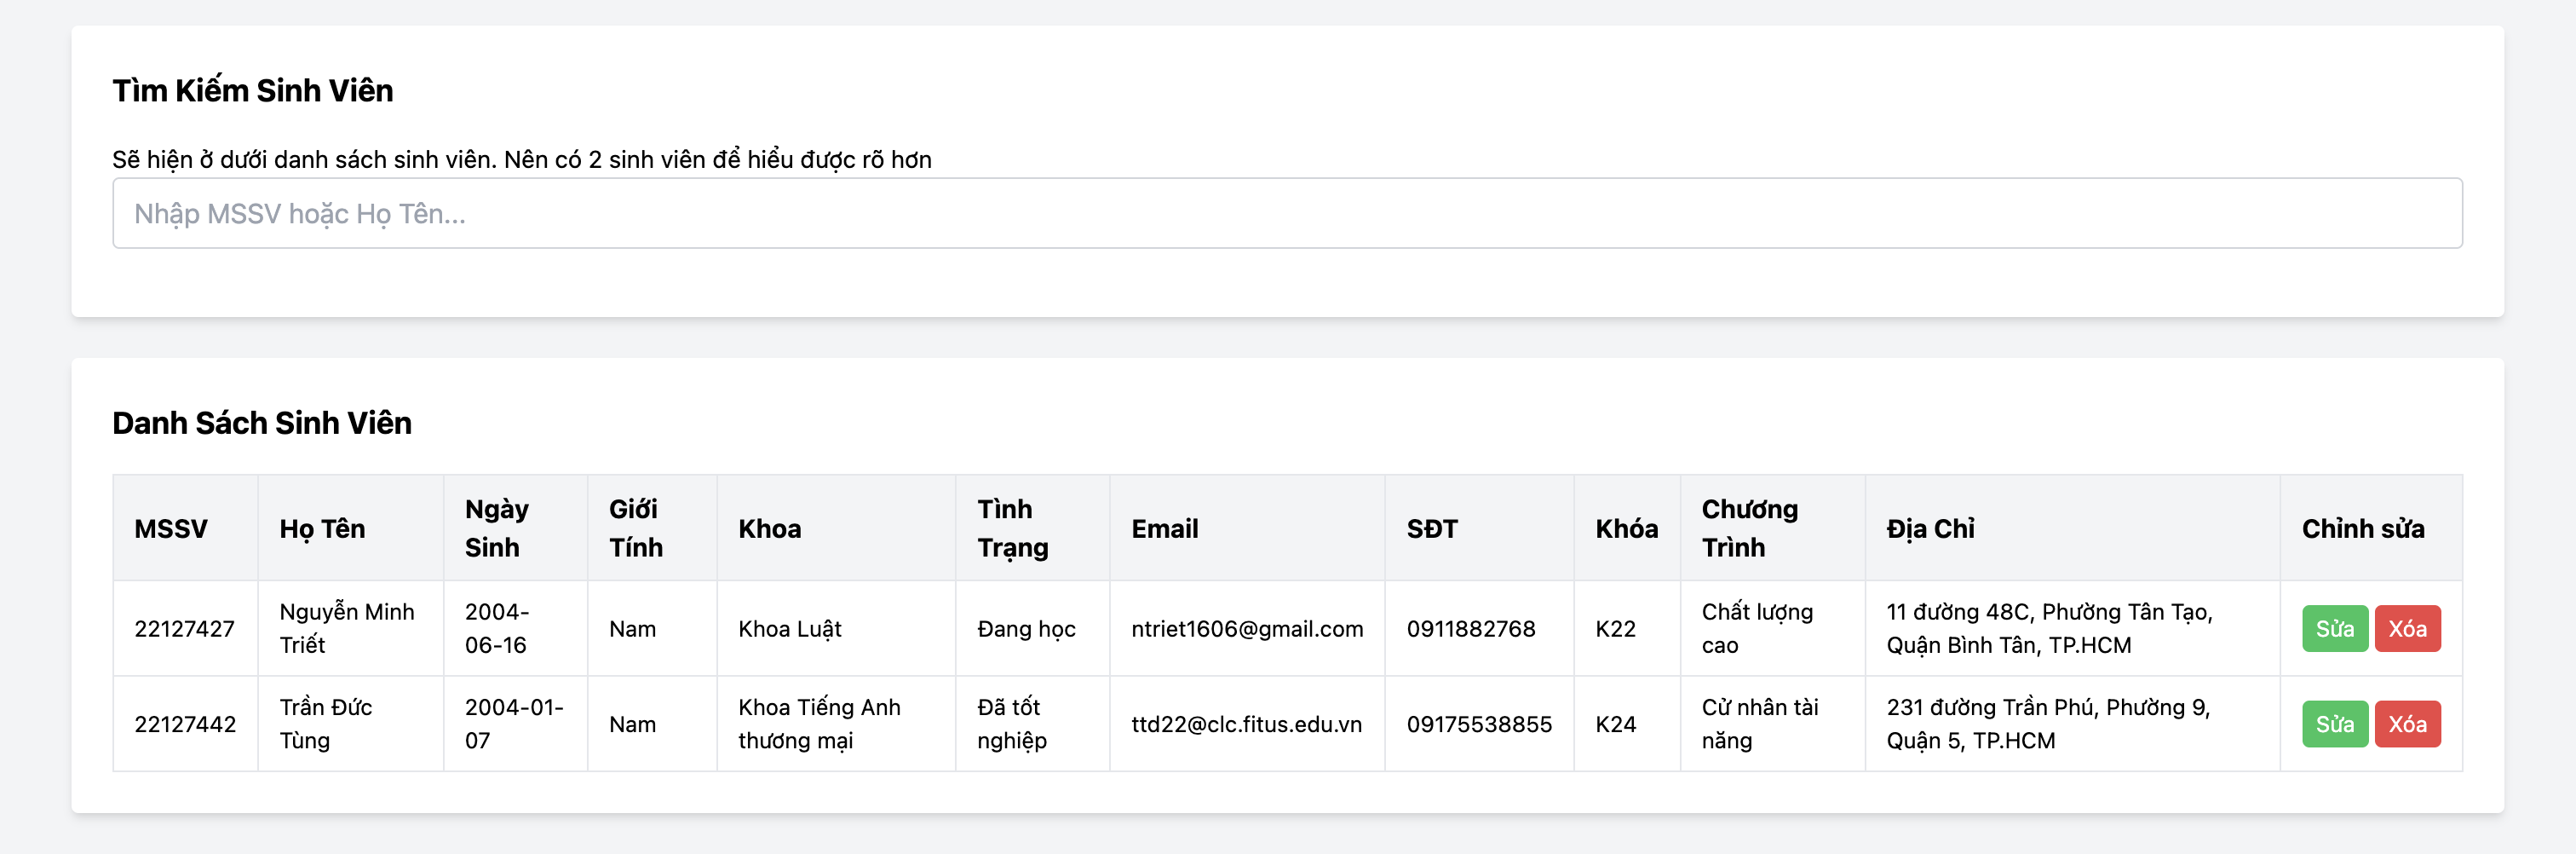 Tìm Kiếm Sinh Viên
Sẽ hiện ở dưới danh sách sinh viên. Nên có 2 sinh viên để hiểu được rõ hơn
Nhập MSSV hoặc Họ Tên...
Danh Sách Sinh Viên
MSSV
Họ Tên
Ngày
Sinh
Giới
Tính
Khoa
Tình
Trạng
Email
SĐT
Khóa
Chương
Trình
Địa Chỉ
Chỉnh sửa
22127427
Nguyễn Minh
Triết
2004-
06-16
Nam
Khoa Luật
Đang học
ntriet1606@gmail.com
0911882768
K22
Chất lượng
cao
11 đường 48C, Phường Tân Tạo,
Quận Bình Tân, TP.HCM
Sửa
Xóa
22127442
Trần Đức
Tùng
2004-01-
07
Nam
Khoa Tiếng Anh
thương mại
Đã tốt
nghiệp
ttd22@clc.fitus.edu.vn
09175538855
K24
Cử nhân tài
năng
231 đường Trần Phú, Phường 9,
Quận 5, TP.HCM
Sửa
Xóa